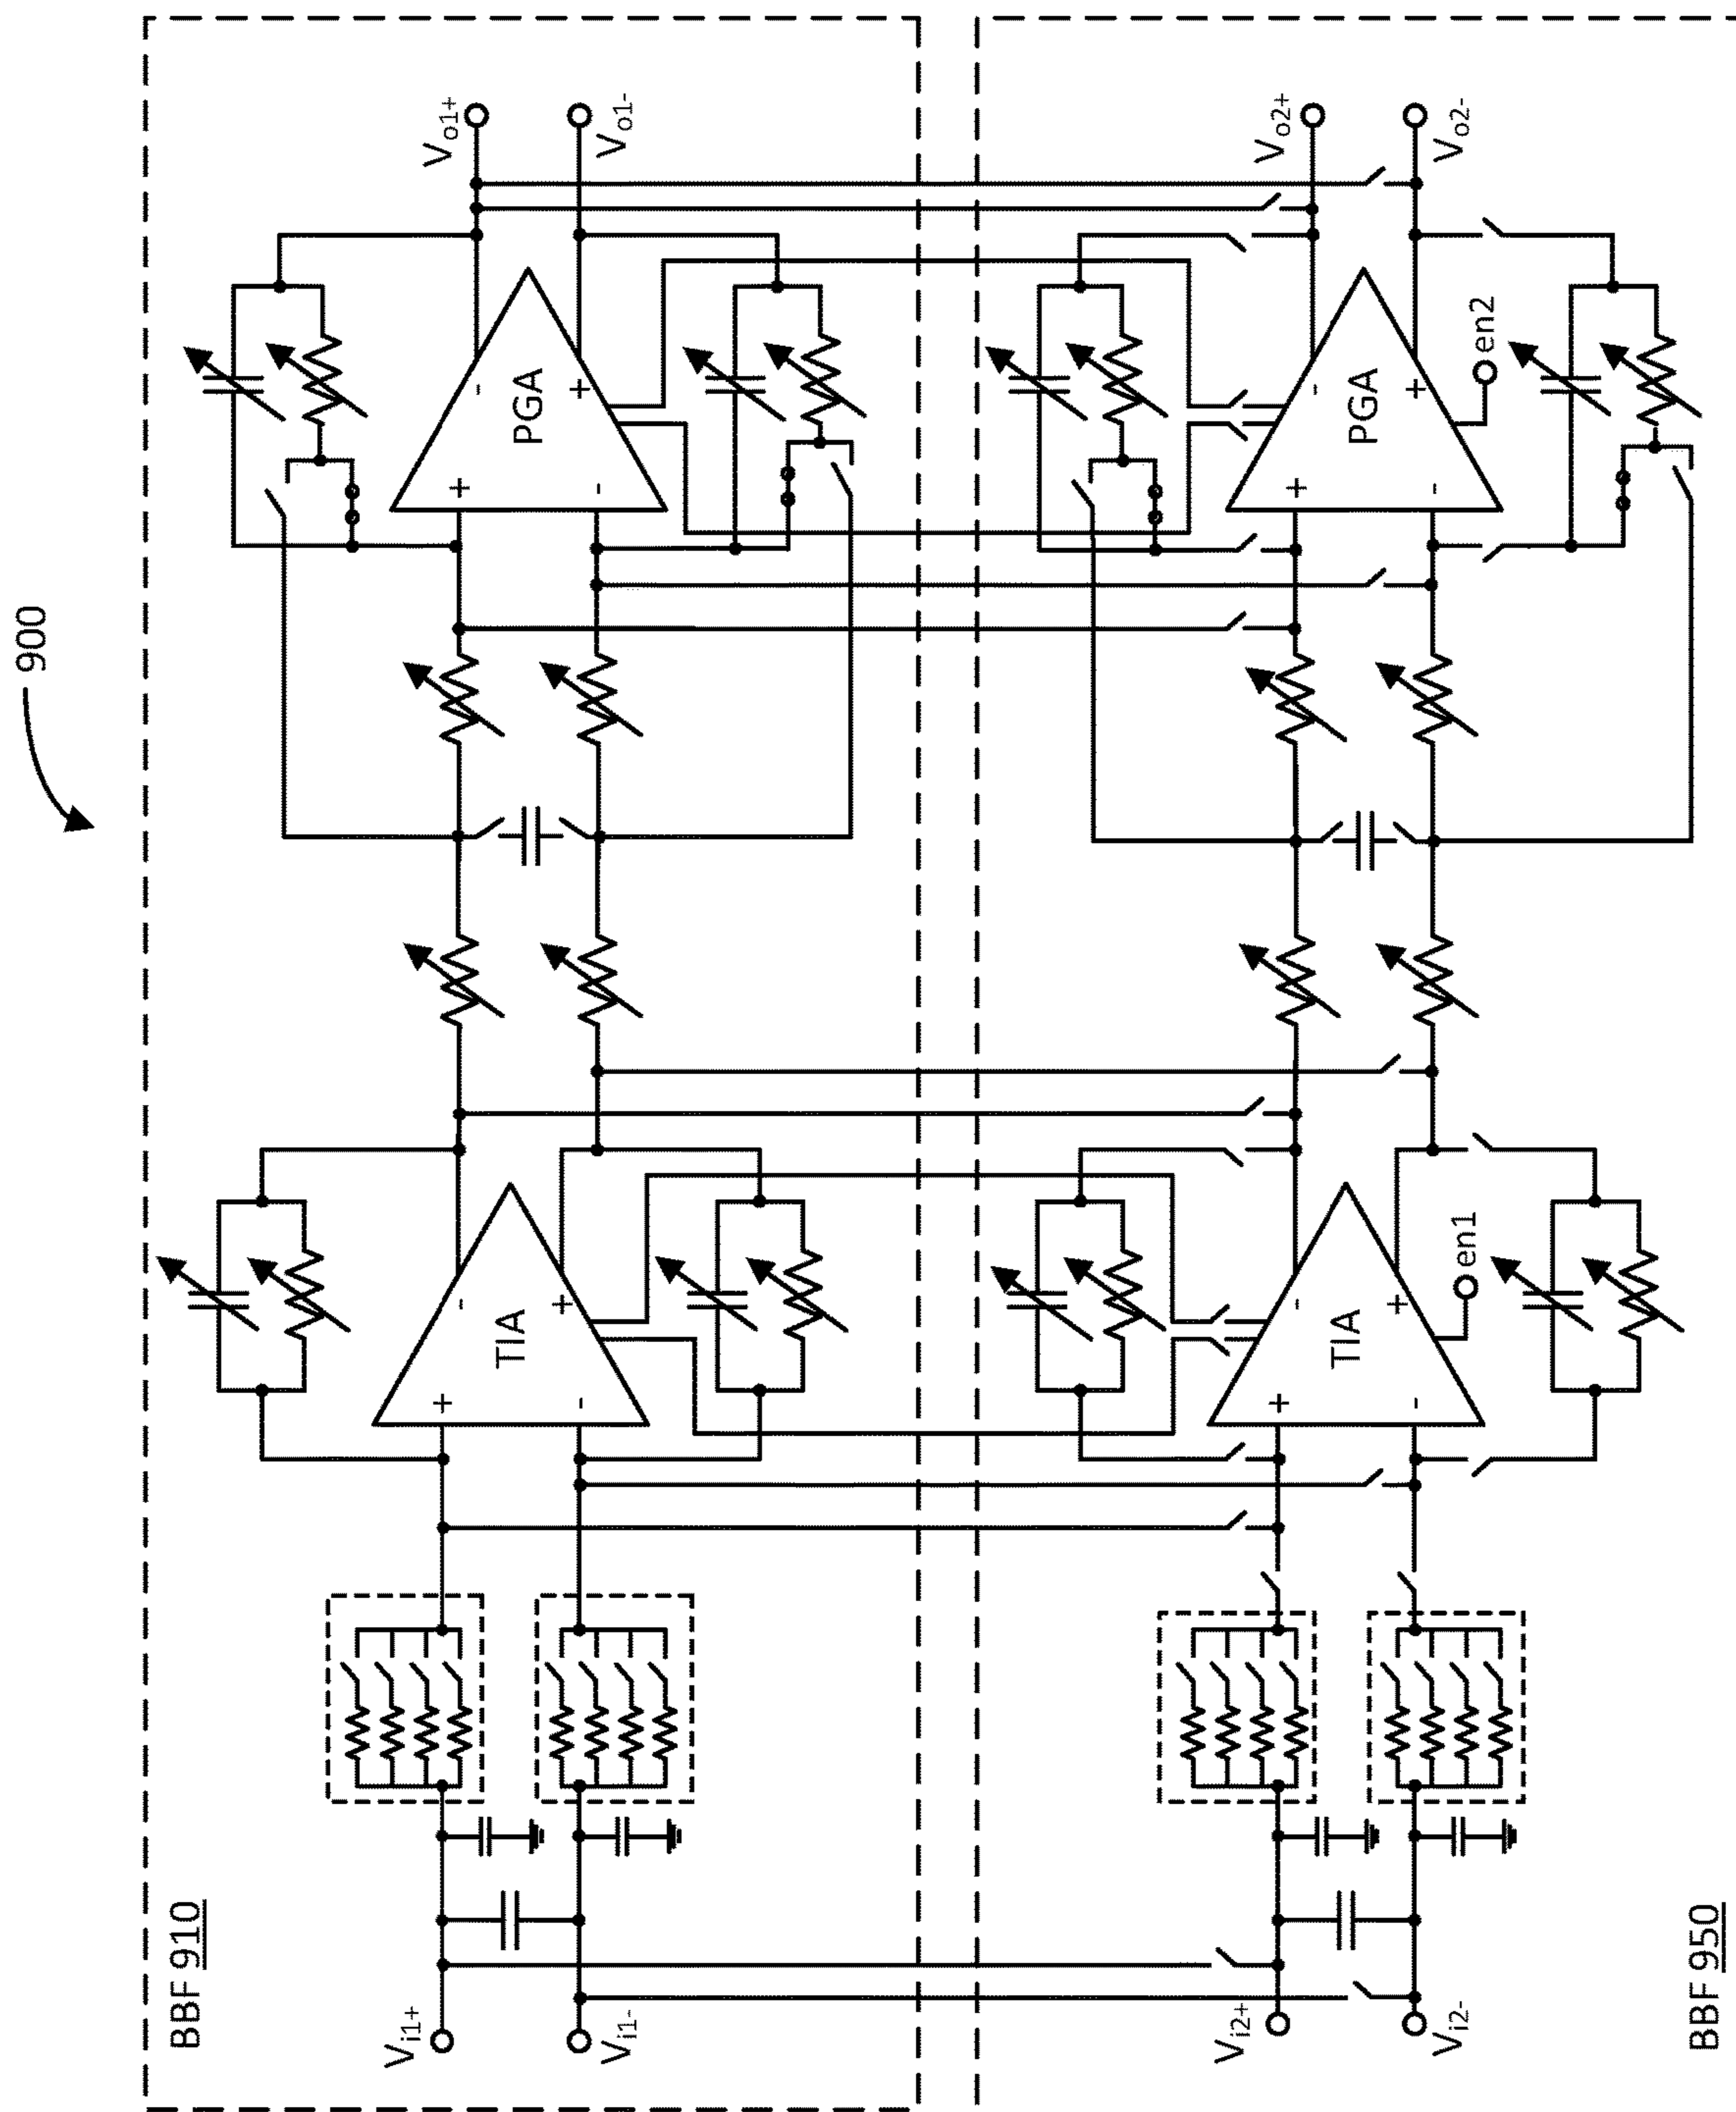 900
BBF 910
Vi1+
Vi1-
+
-
TIA
-
+
+
-
PGA
-
+
Vo1+
Vo1-
BBF 950
Vi2+
Vi2-
+
-
TIA
-
+
en1
+
-
PGA
-
+
en2
Vo2+
Vo2-